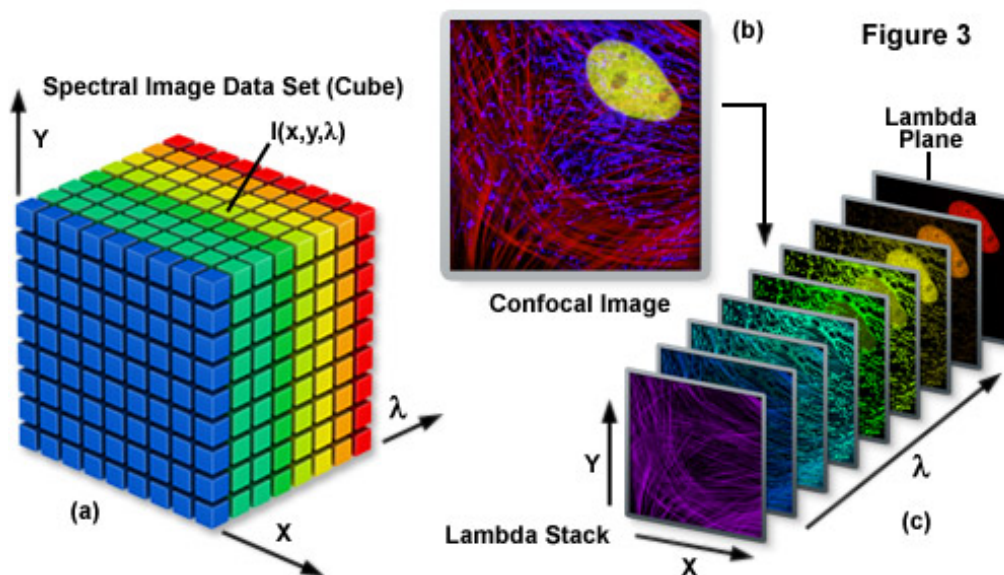 Figure 3
Spectral Image Data Set (Cube)
Y
I(x,y,λ)
λ
X
(a)
(b)
Confocal Image
Lambda
Plane
Y
X
λ
Lambda Stack
(c)